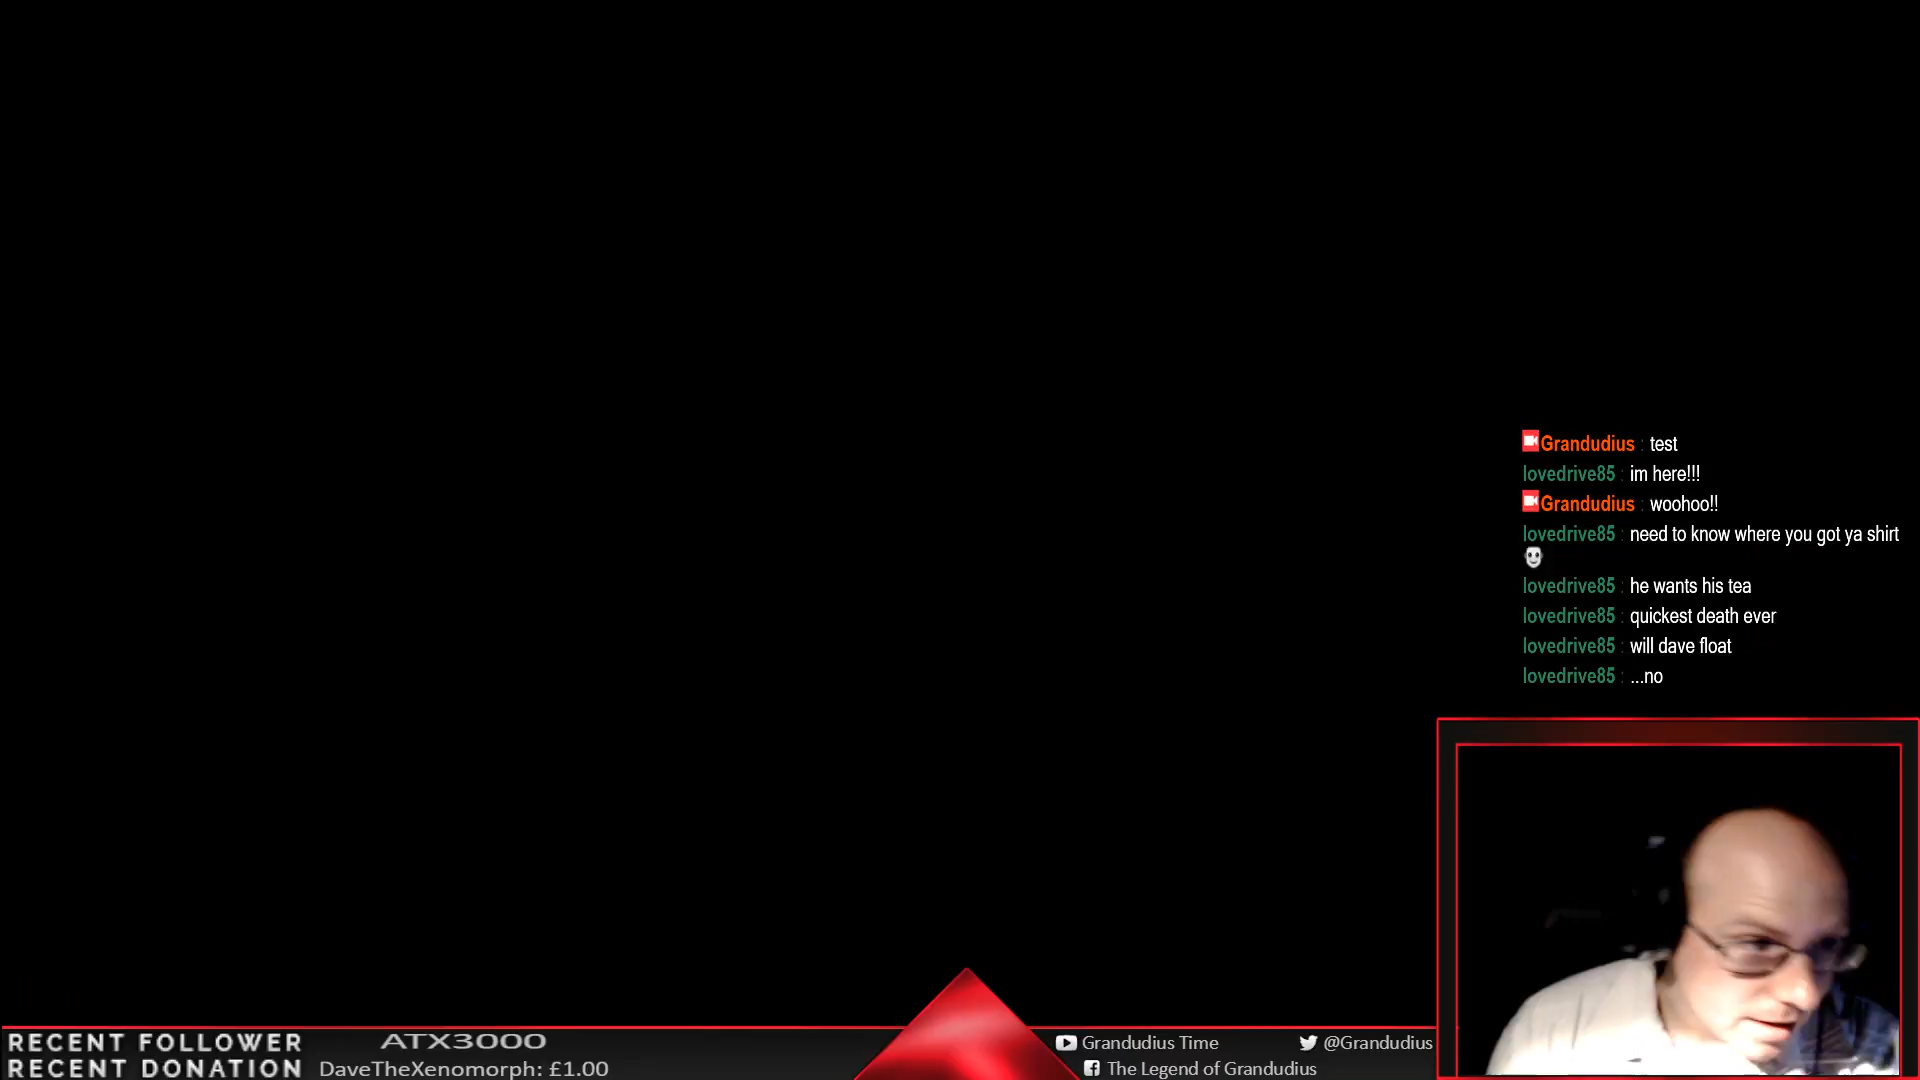 Grandudius : test
lovedrive85 : im here!!!
Grandudius : woohoo!!
lovedrive85 : need to know where you got ya shirt
lovedrive85 : he wants his tea
lovedrive85 : quickest death ever
lovedrive85 : will dave float
lovedrive85 : ...no
RECENT FOLLOWER ATX3000
RECENT DONATION DaveTheXenomorph: £1.00
Grandudius Time @Grandudius
The Legend of Grandudius